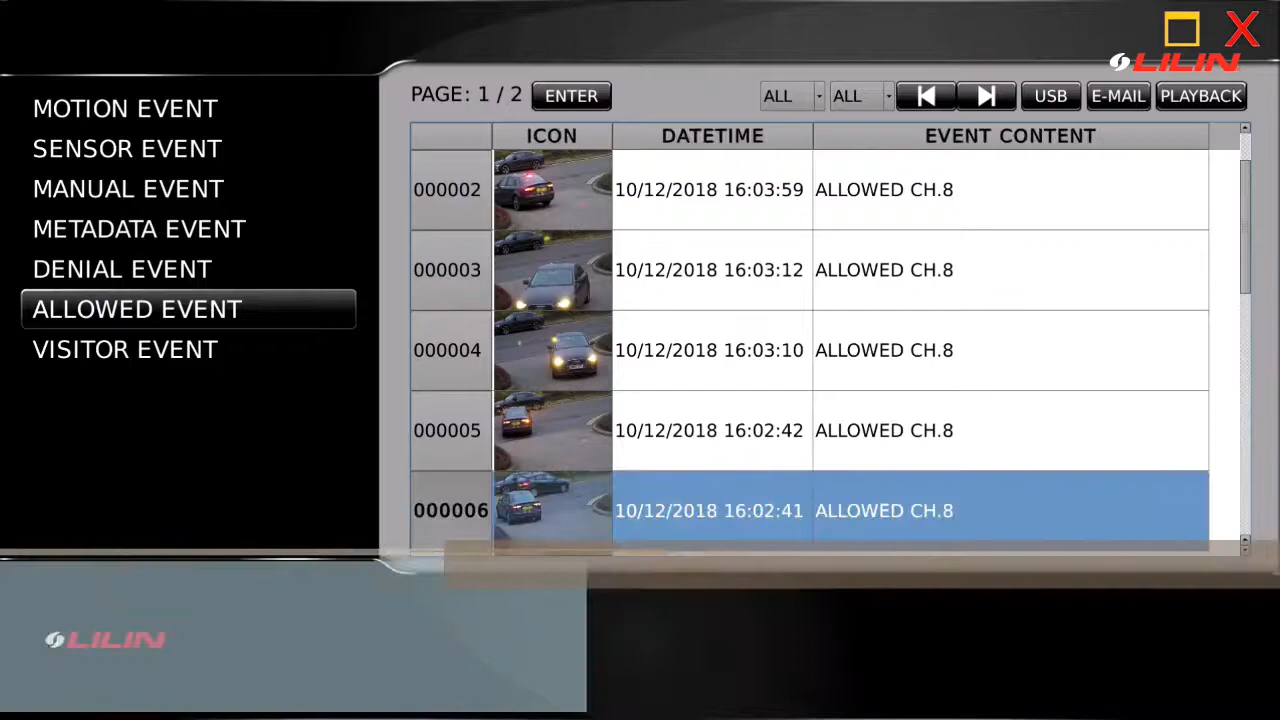 X
LILIN
PAGE: 1 / 2 ENTER ALL ALL USB E-MAIL PLAYBACK
MOTION EVENT
SENSOR EVENT
MANUAL EVENT
METADATA EVENT
DENIAL EVENT
ALLOWED EVENT
VISITOR EVENT
ICON DATETIME EVENT CONTENT
000002 10/12/2018 16:03:59 ALLOWED CH.8
000003 10/12/2018 16:03:12 ALLOWED CH.8
000004 10/12/2018 16:03:10 ALLOWED CH.8
000005 10/12/2018 16:02:42 ALLOWED CH.8
000006 10/12/2018 16:02:41 ALLOWED CH.8
LILIN